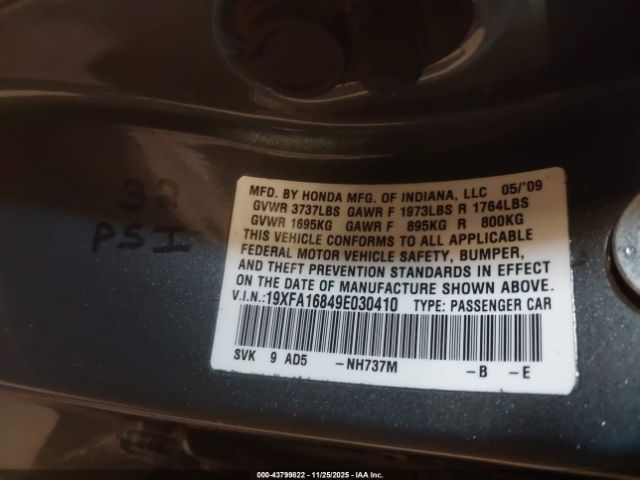 32
PSI
MFD. BY HONDA MFG. OF INDIANA, LLC 05/'09
GVWR 3737LBS GAWR F 1973LBS R 1764LBS
GVWR 1695KG GAWR F 895KG R 800KG
THIS VEHICLE CONFORMS TO ALL APPLICABLE
FEDERAL MOTOR VEHICLE SAFETY, BUMPER,
AND THEFT PREVENTION STANDARDS IN EFFECT
ON THE DATE OF MANUFACTURE SHOWN ABOVE.
V.I.N.:19XFA16849E030410 TYPE: PASSENGER CAR
SVK 9 AD5 -NH737M -B -E
000-43799822 - 11/25/2025 - IAA Inc.